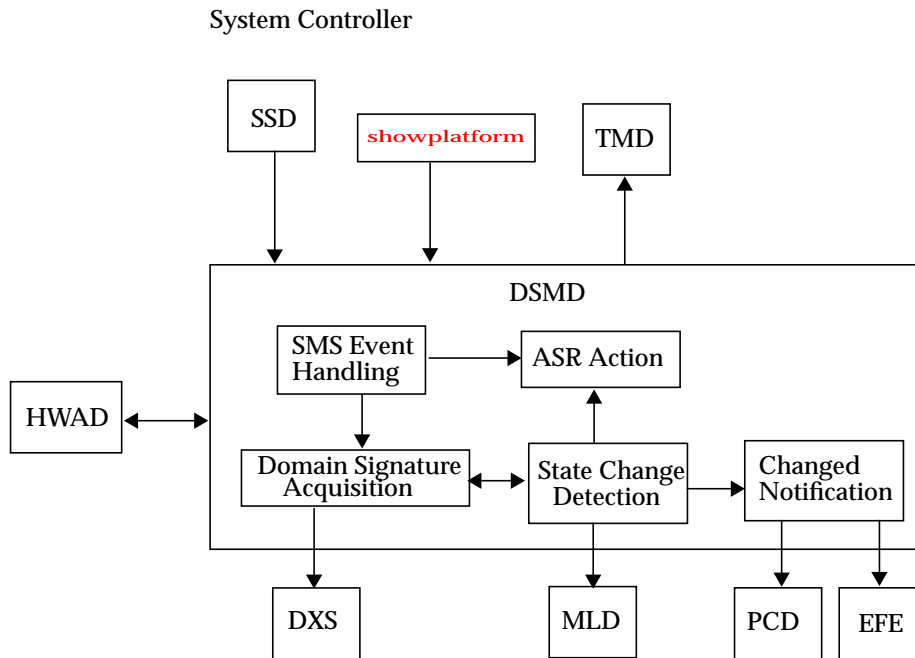 System Controller
SSD
showplatform
TMD
DSMD
SMS Event
Handling
ASR Action
HWAD
Domain Signature
Acquisition
State Change
Detection
Changed
Notification
DXS
MLD
PCD
EFE